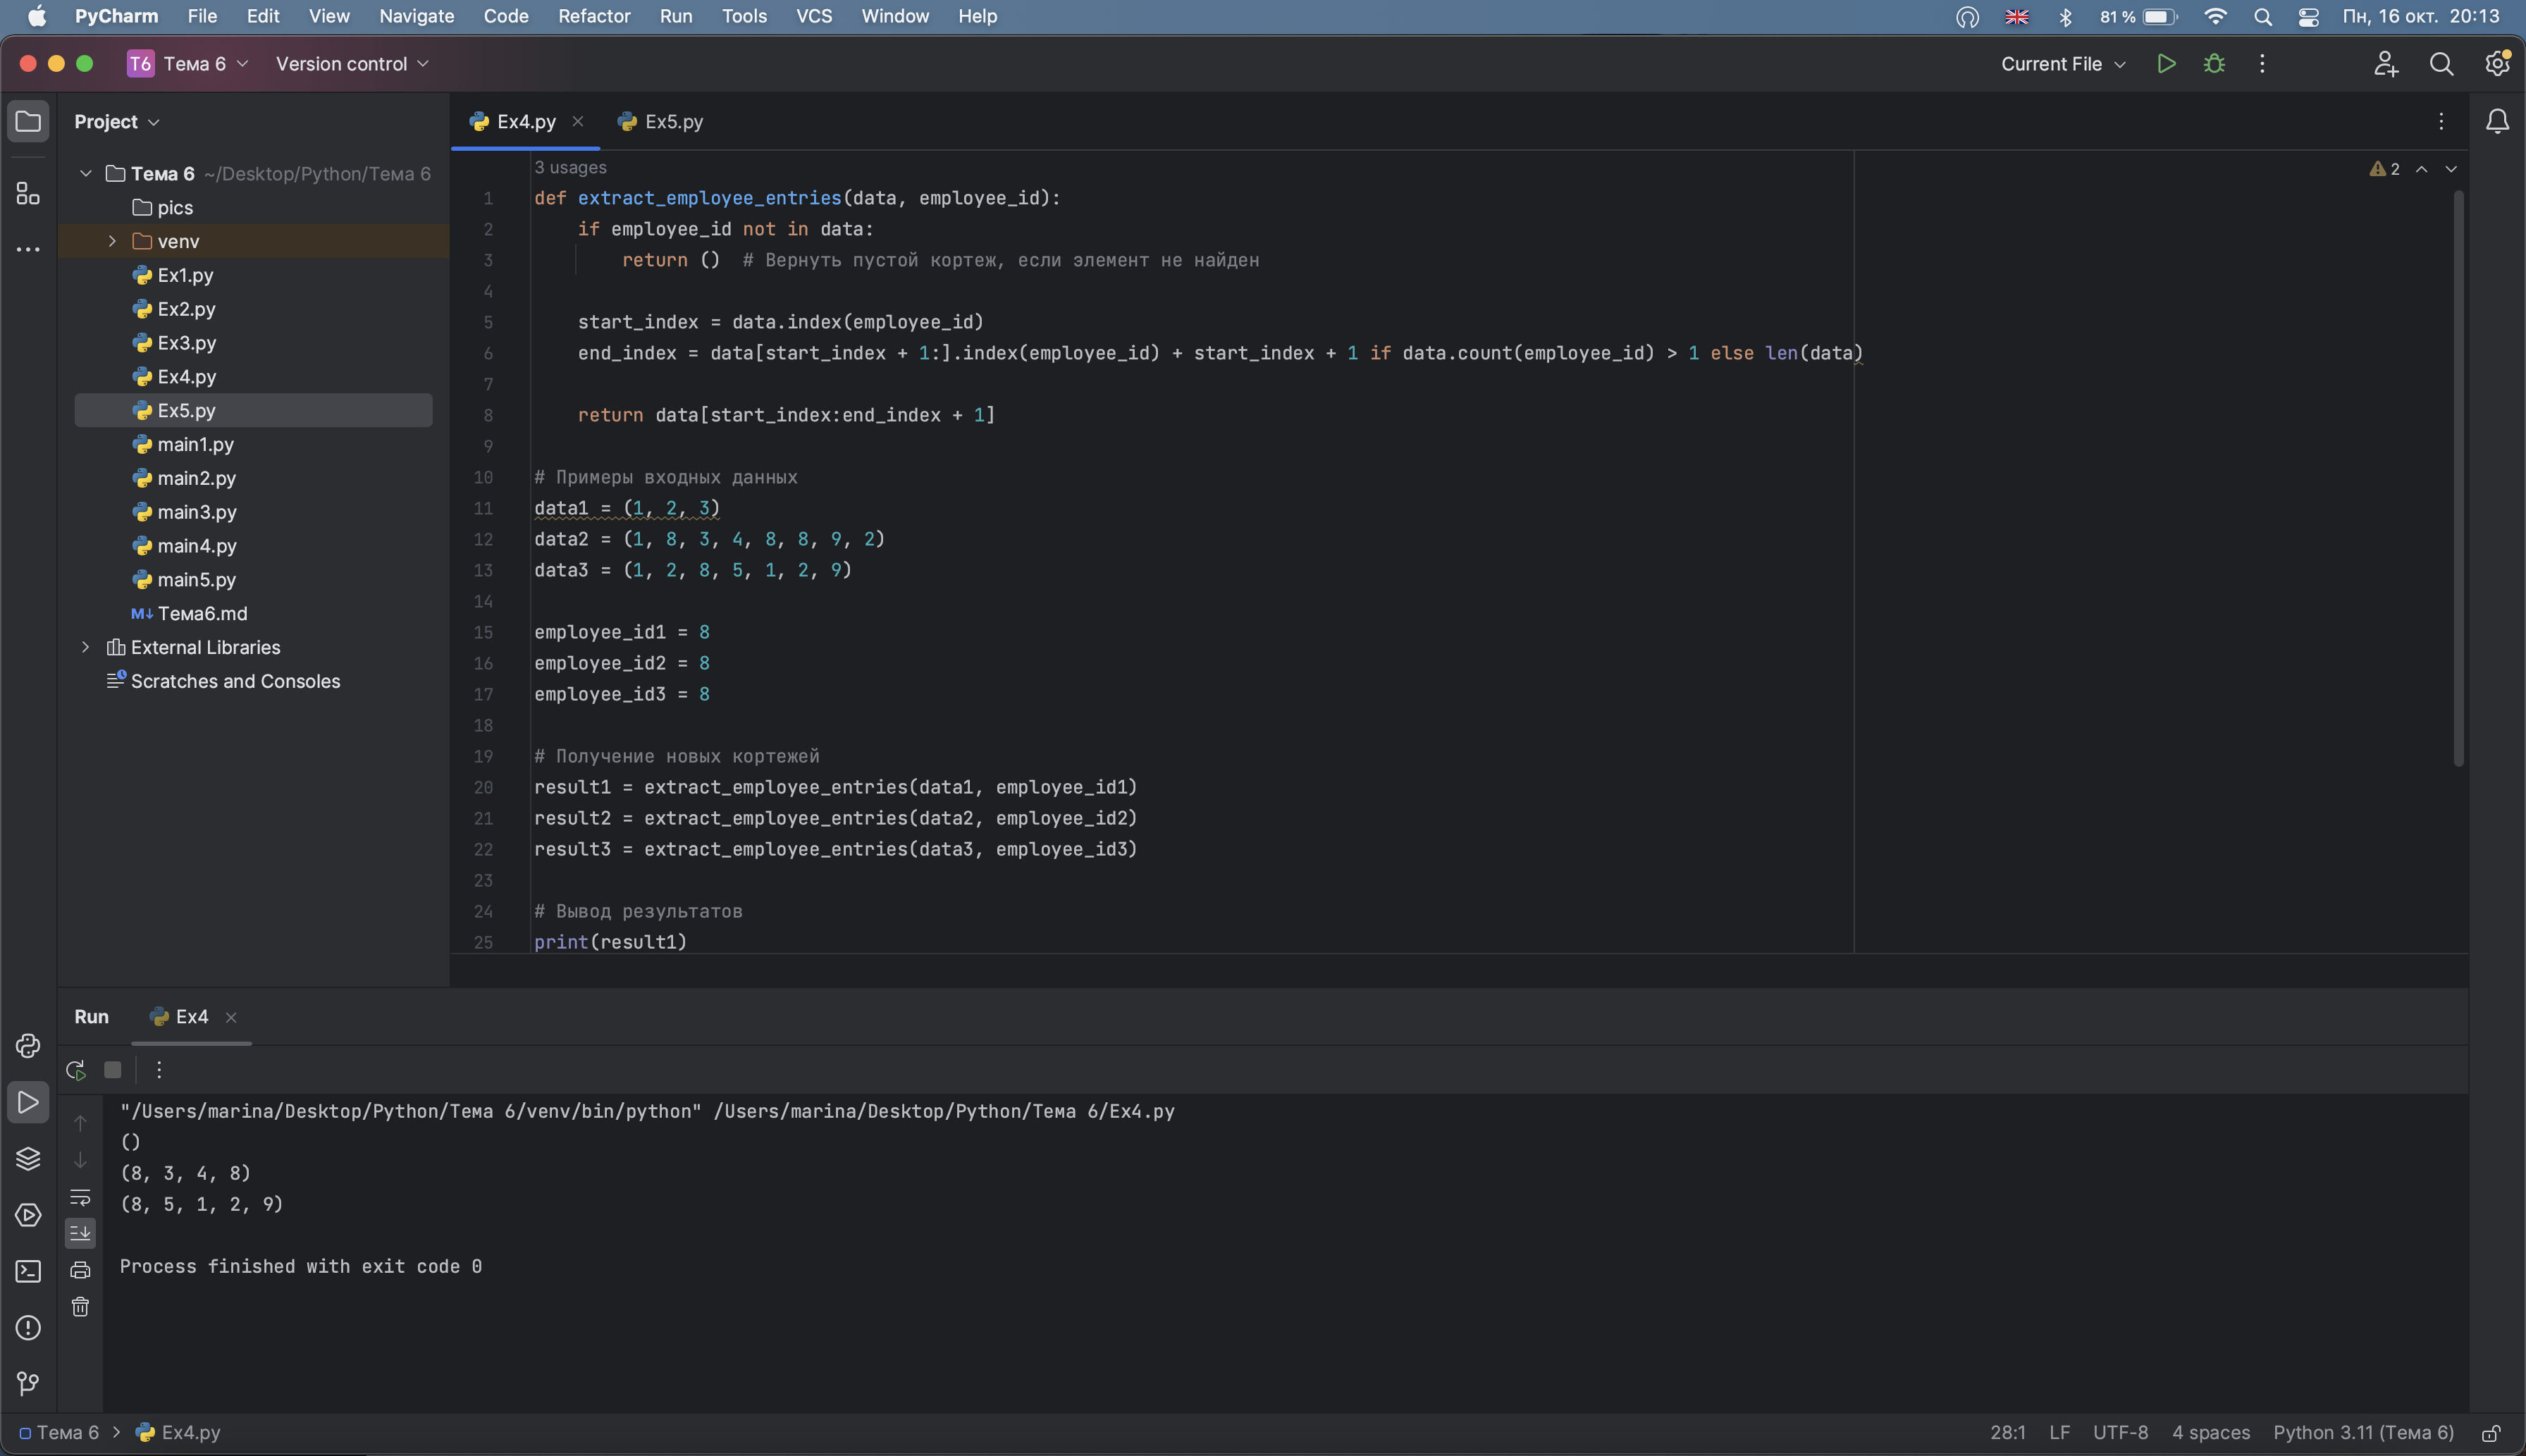 PyCharm File Edit View Navigate Code Refactor Run Tools VCS Window Help 81 % Пн, 16 окт. 20:13
T6 Тема 6 Version control Current File
Project
Тема 6 ~/Desktop/Python/Тема 6
pics
venv
Ex1.py
Ex2.py
Ex3.py
Ex4.py
Ex5.py
main1.py
main2.py
main3.py
main4.py
main5.py
M↓ Тема6.md
External Libraries
Scratches and Consoles
Ex4.py Ex5.py
3 usages
2
1 def extract_employee_entries(data, employee_id):
2 if employee_id not in data:
3 return () # Вернуть пустой кортеж, если элемент не найден
4
5 start_index = data.index(employee_id)
6 end_index = data[start_index + 1:].index(employee_id) + start_index + 1 if data.count(employee_id) > 1 else len(data)
7
8 return data[start_index:end_index + 1]
9
10 # Примеры входных данных
11 data1 = (1, 2, 3)
12 data2 = (1, 8, 3, 4, 8, 8, 9, 2)
13 data3 = (1, 2, 8, 5, 1, 2, 9)
14
15 employee_id1 = 8
16 employee_id2 = 8
17 employee_id3 = 8
18
19 # Получение новых кортежей
20 result1 = extract_employee_entries(data1, employee_id1)
21 result2 = extract_employee_entries(data2, employee_id2)
22 result3 = extract_employee_entries(data3, employee_id3)
23
24 # Вывод результатов
25 print(result1)
Run Ex4
"/Users/marina/Desktop/Python/Тема 6/venv/bin/python" /Users/marina/Desktop/Python/Тема 6/Ex4.py
()
(8, 3, 4, 8)
(8, 5, 1, 2, 9)
Process finished with exit code 0
Тема 6 > Ex4.py 28:1 LF UTF-8 4 spaces Python 3.11 (Тема 6)